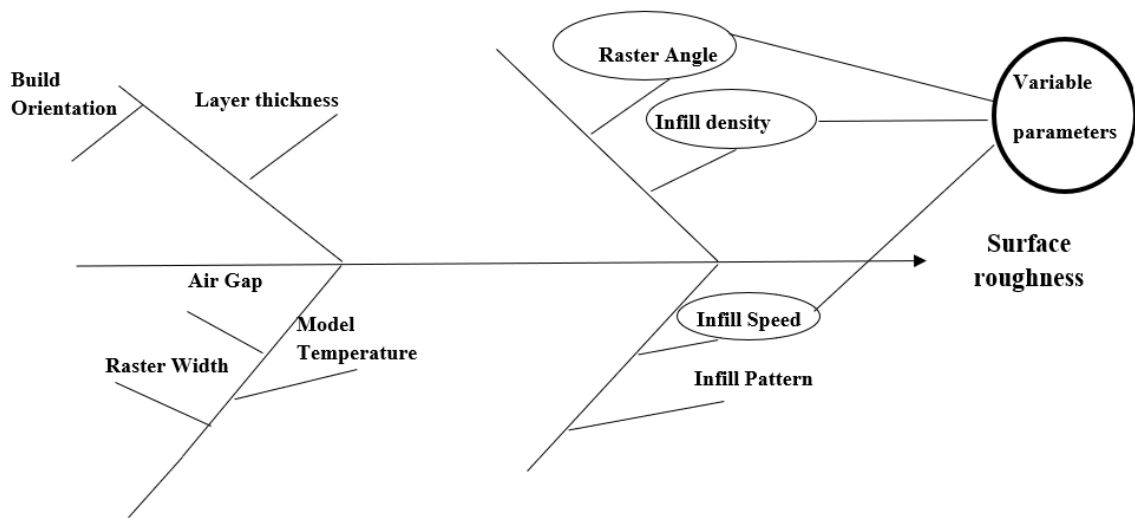 Build
Orientation
Layer thickness
Raster Angle
Infill density
Variable
parameters
Surface
roughness
Air Gap
Model
Temperature
Raster Width
Infill Speed
Infill Pattern